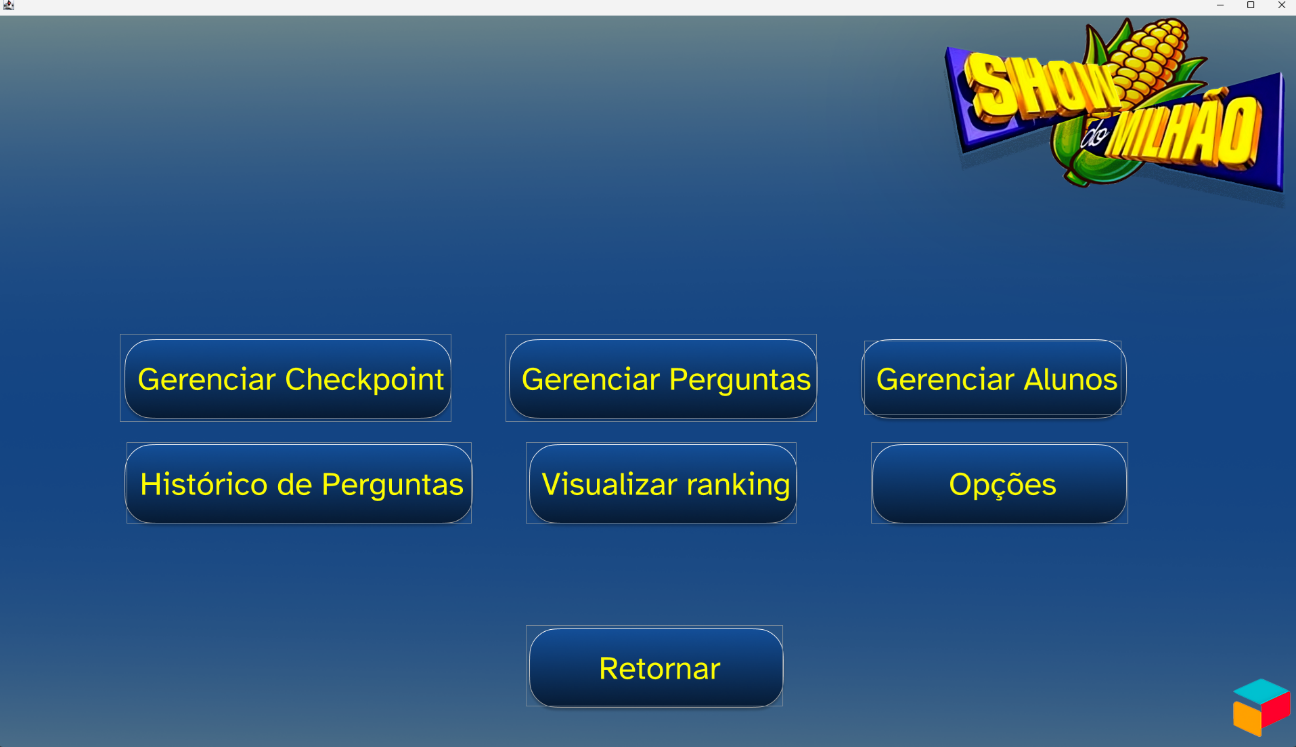 SHOW
do MILHÃO
Gerenciar Checkpoint
Gerenciar Perguntas
Gerenciar Alunos
Histórico de Perguntas
Visualizar ranking
Opções
Retornar